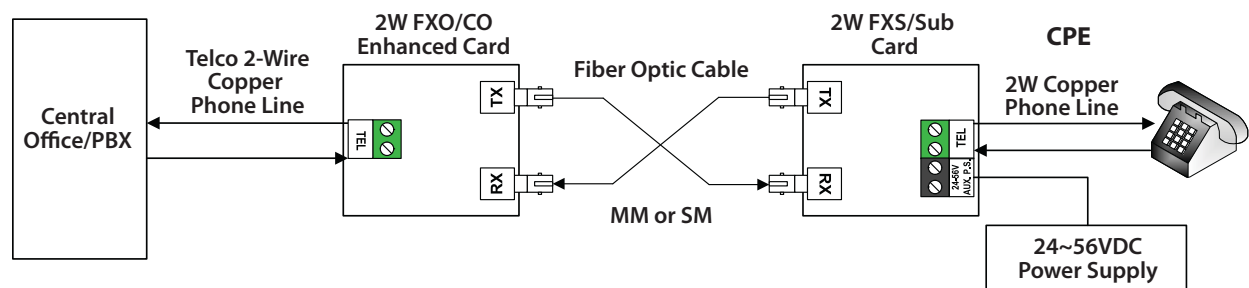 Central
Office/PBX
Telco 2-Wire
Copper
Phone Line
2W FXO/CO
Enhanced Card
TEL
TX
RX
Fiber Optic Cable
MM or SM
2W FXS/Sub
Card
TX
RX
TEL
24-56V
AUX. P.S.
CPE
2W Copper
Phone Line
24~56VDC
Power Supply